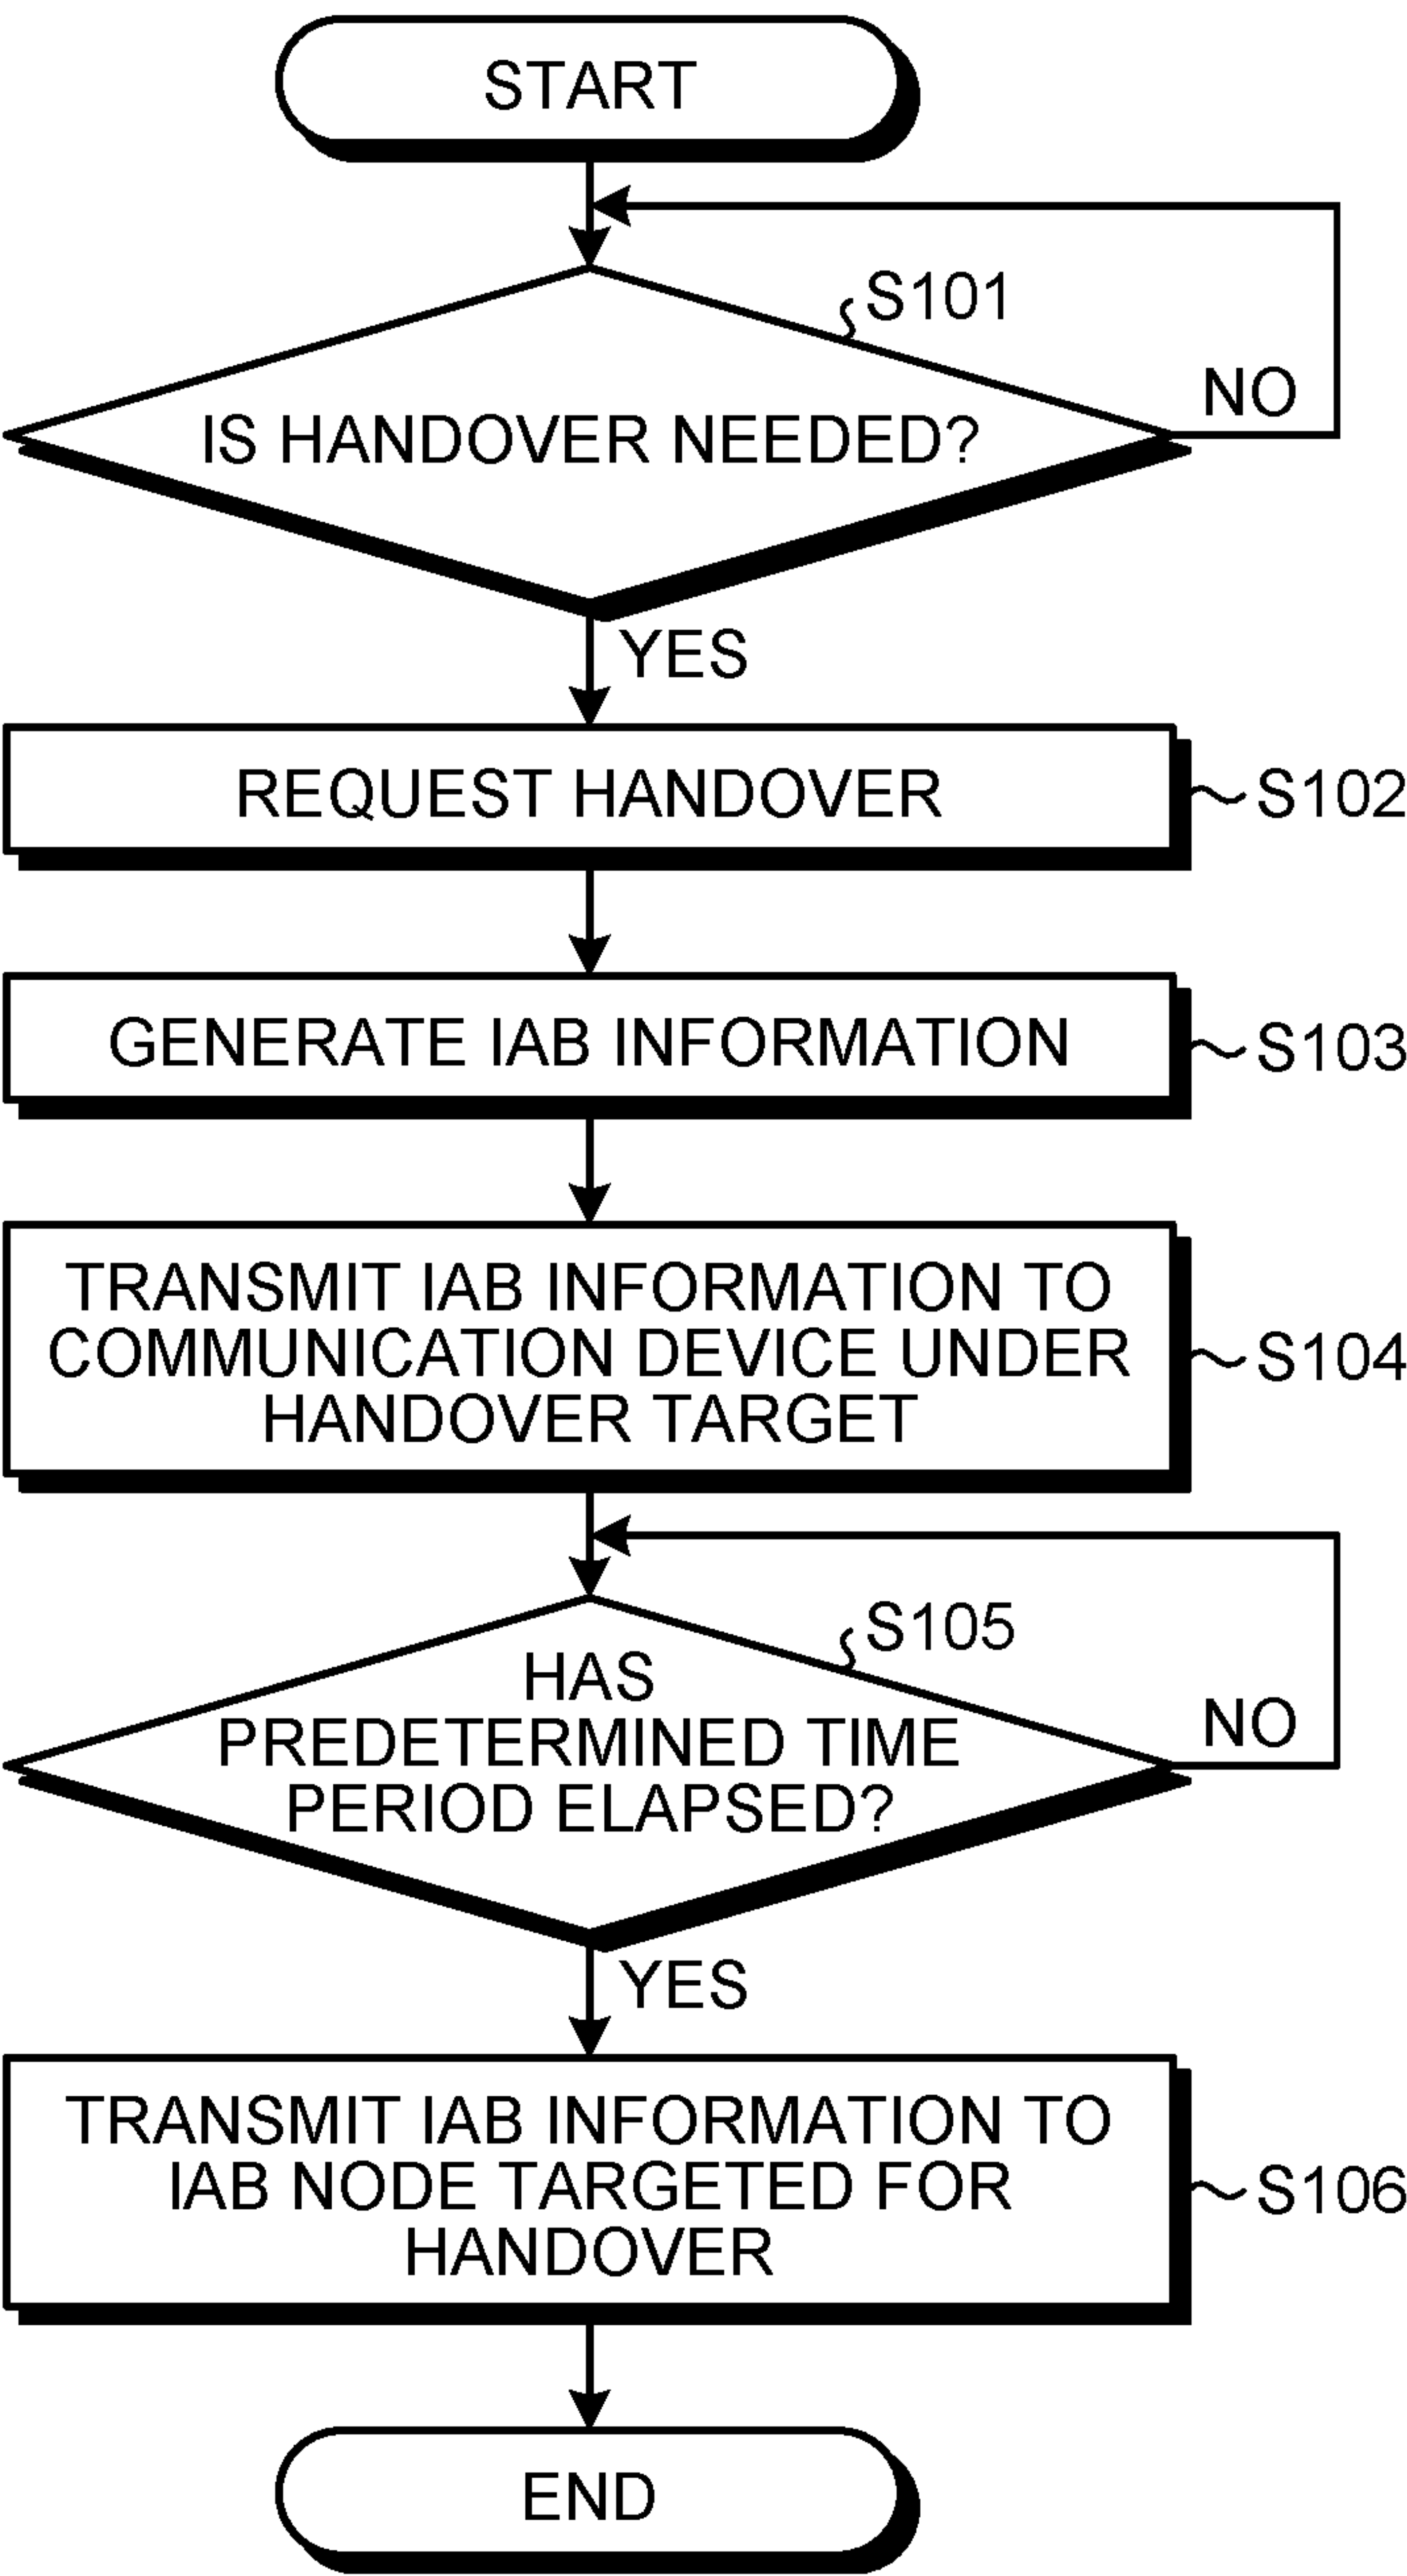 START
S101
IS HANDOVER NEEDED?
NO
YES
REQUEST HANDOVER
S102
GENERATE IAB INFORMATION
S103
TRANSMIT IAB INFORMATION TO
COMMUNICATION DEVICE UNDER
HANDOVER TARGET
S104
S105
HAS
PREDETERMINED TIME
PERIOD ELAPSED?
NO
YES
TRANSMIT IAB INFORMATION TO
IAB NODE TARGETED FOR
HANDOVER
S106
END